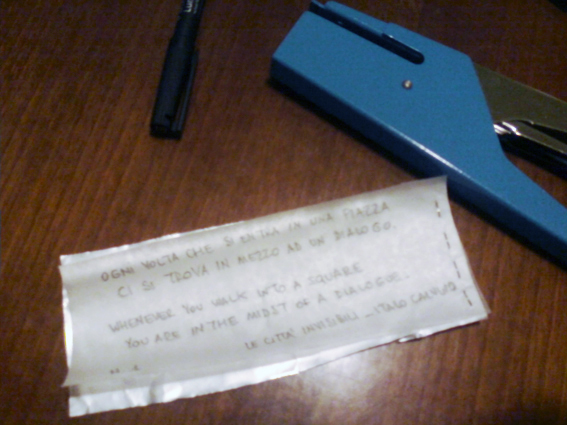 OGNI VOLTA CHE SI ENTRA IN UNA PIAZZA
CI SI TROVA IN MEZZO AD UN DIALOGO.
WHENEVER YOU WALK INTO A SQUARE
YOU ARE IN THE MIDST OF A DIALOGUE.
LE CITTA' INVISIBILI _ ITALO CALVINO